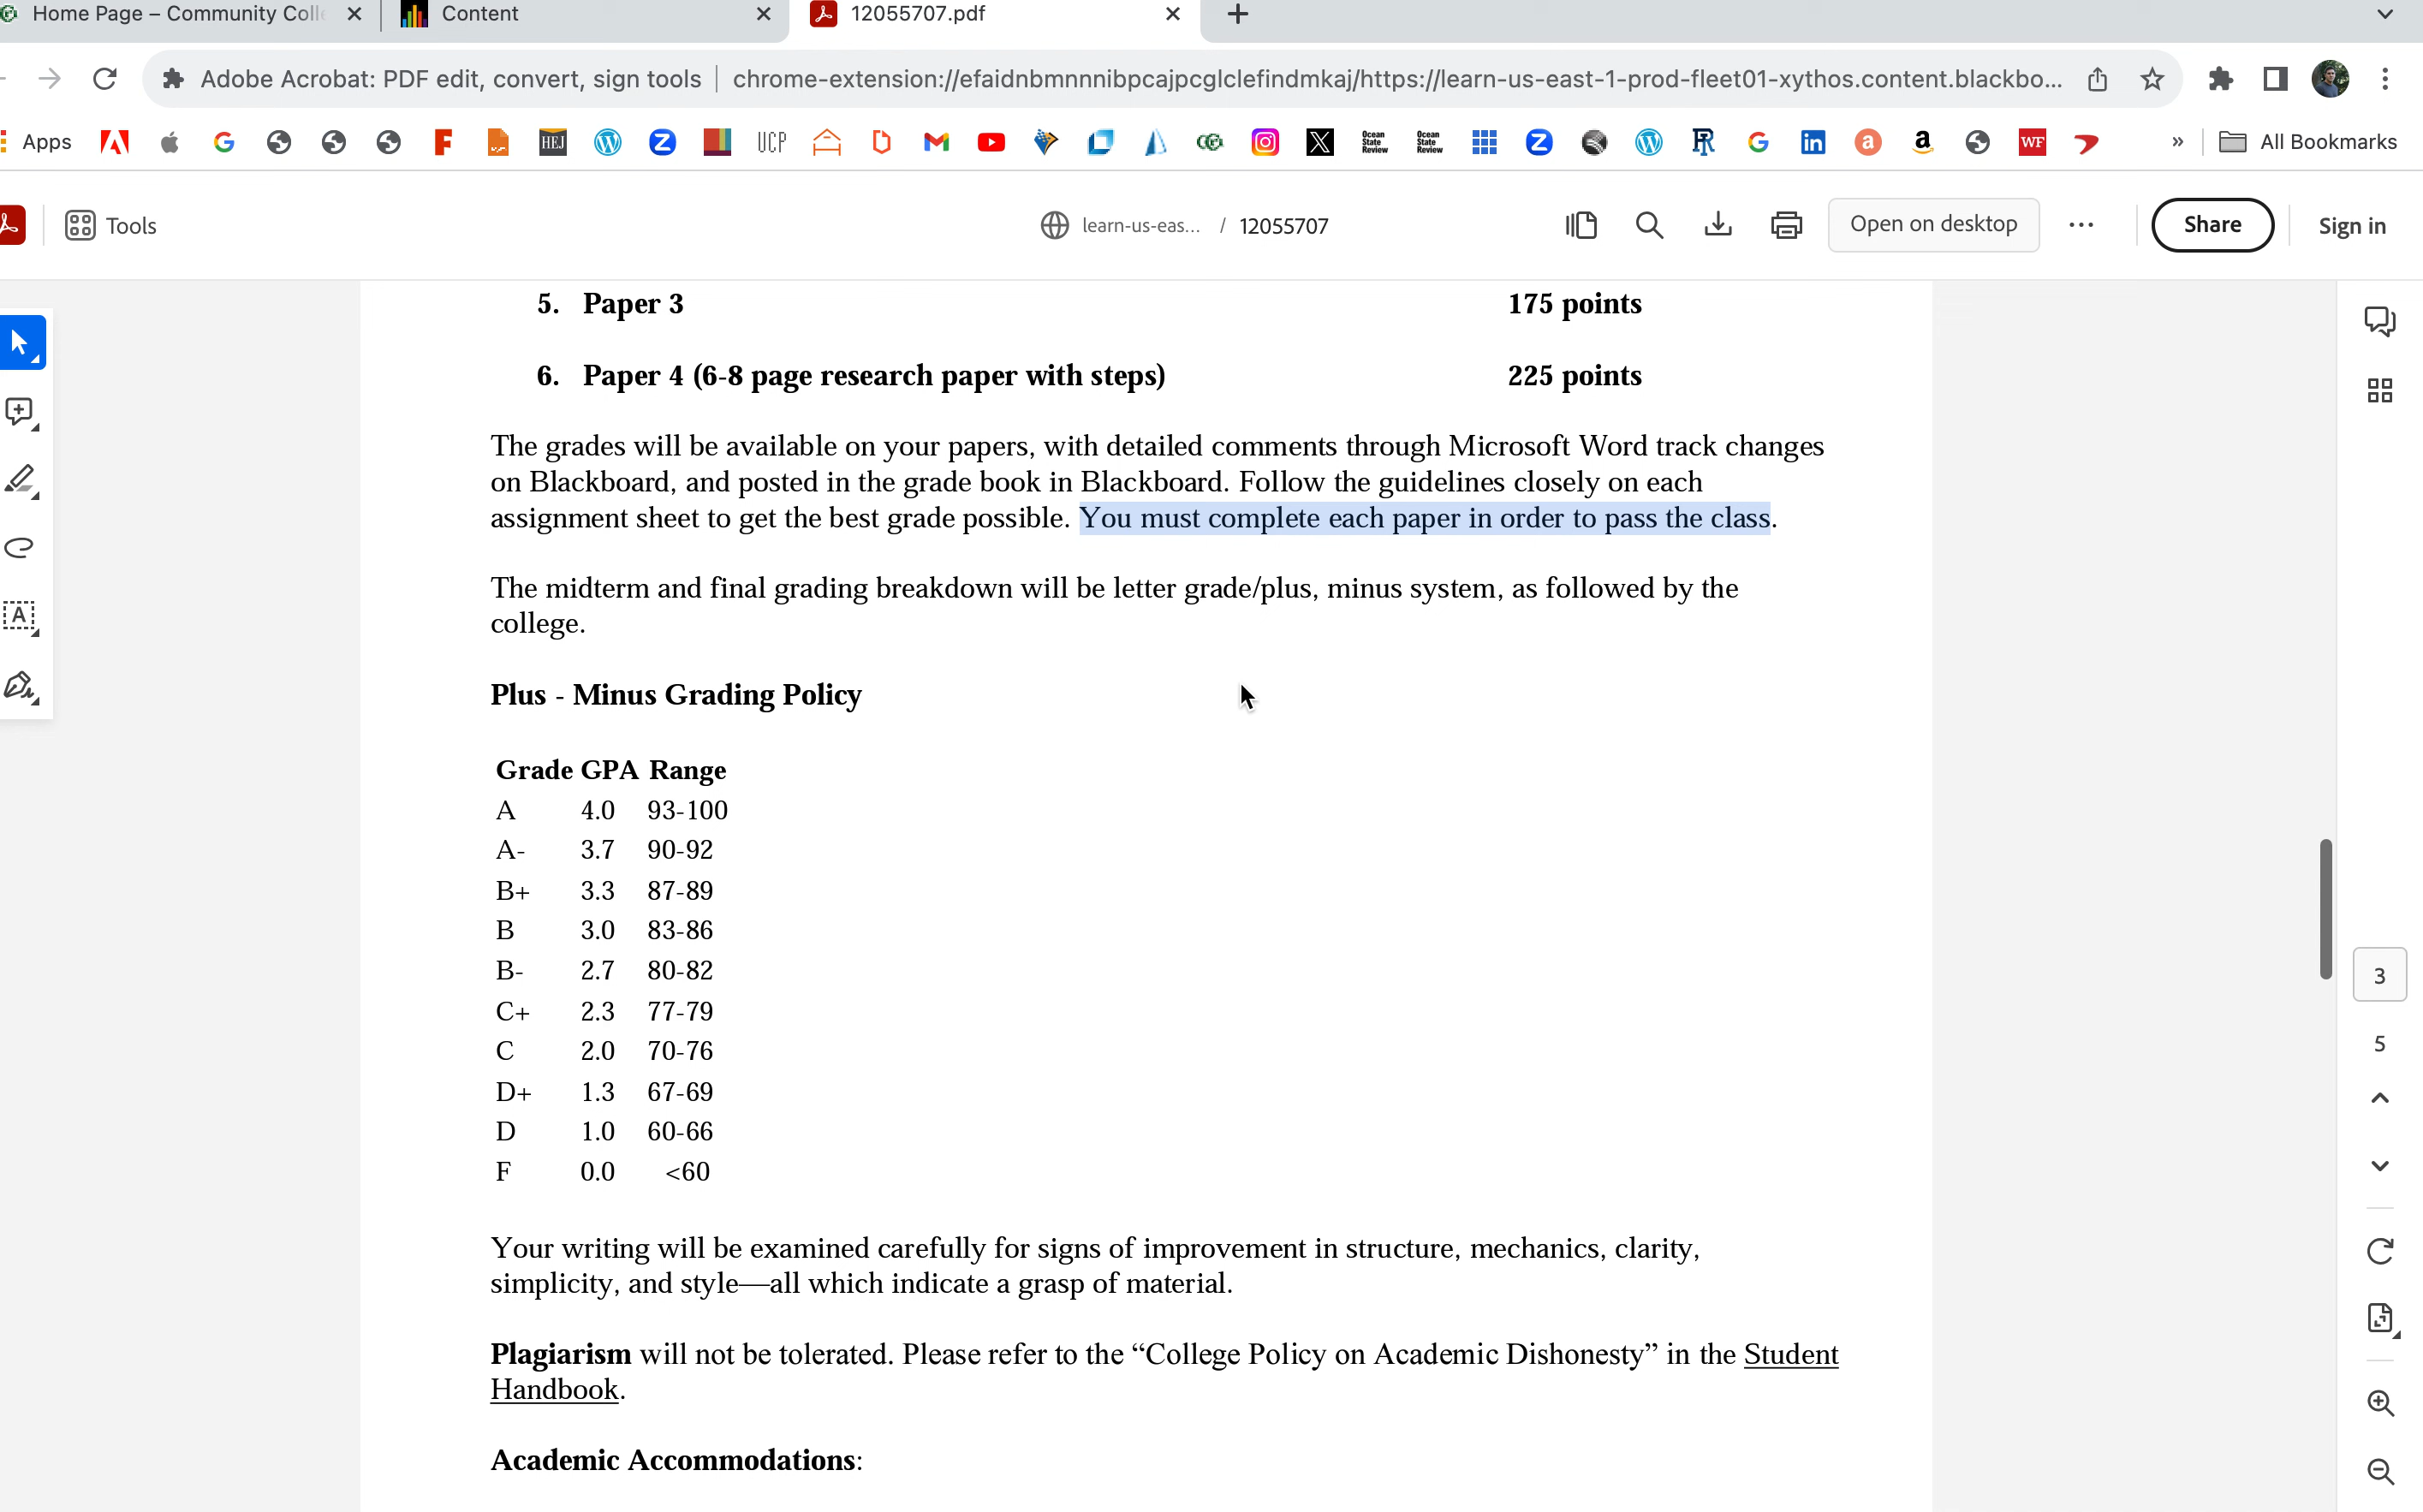 Home Page – Community Coll
Content
12055707.pdf
Adobe Acrobat: PDF edit, convert, sign tools
chrome-extension://efaidnbmnnnibpcajpcglclefindmkaj/https://learn-us-east-1-prod-fleet01-xythos.content.blackbo...
Apps
F
HEJ
Z
UCP
X
Ocean State Review
Ocean State Review
Z
R
G
in
a
a
WF
»
All Bookmarks
Tools
learn-us-eas... / 12055707
Open on desktop
...
Share
Sign in
5. Paper 3 175 points
6. Paper 4 (6-8 page research paper with steps) 225 points
The grades will be available on your papers, with detailed comments through Microsoft Word track changes
on Blackboard, and posted in the grade book in Blackboard. Follow the guidelines closely on each
assignment sheet to get the best grade possible. You must complete each paper in order to pass the class.
The midterm and final grading breakdown will be letter grade/plus, minus system, as followed by the
college.
Plus - Minus Grading Policy
Grade GPA Range
A 4.0 93-100
A- 3.7 90-92
B+ 3.3 87-89
B 3.0 83-86
B- 2.7 80-82
C+ 2.3 77-79
C 2.0 70-76
D+ 1.3 67-69
D 1.0 60-66
F 0.0 <60
Your writing will be examined carefully for signs of improvement in structure, mechanics, clarity,
simplicity, and style—all which indicate a grasp of material.
Plagiarism will not be tolerated. Please refer to the “College Policy on Academic Dishonesty” in the Student
Handbook.
Academic Accommodations:
3
5